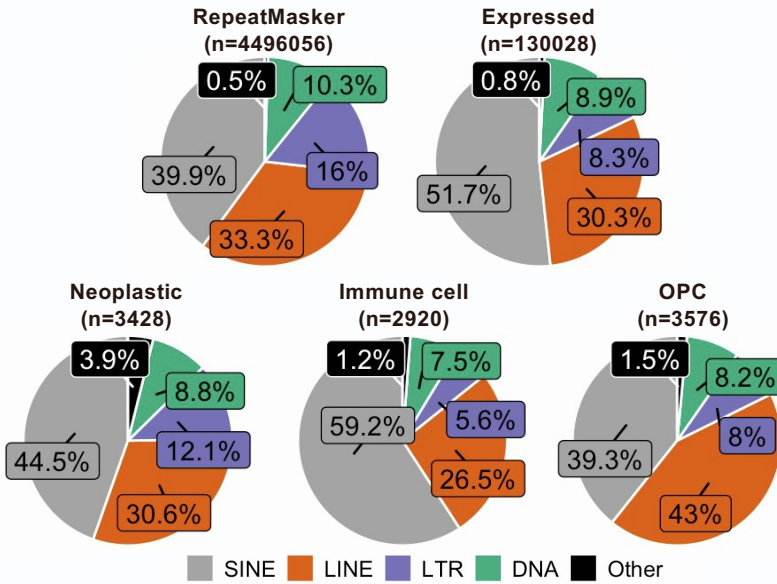 RepeatMasker
(n=4496056)
0.5%
10.3%
39.9%
16%
33.3%
Expressed
(n=130028)
0.8%
8.9%
8.3%
51.7%
30.3%
Neoplastic
(n=3428)
3.9%
8.8%
12.1%
44.5%
30.6%
Immune cell
(n=2920)
1.2%
7.5%
59.2%
5.6%
26.5%
OPC
(n=3576)
1.5%
8.2%
8%
39.3%
43%
SINE LINE LTR DNA Other